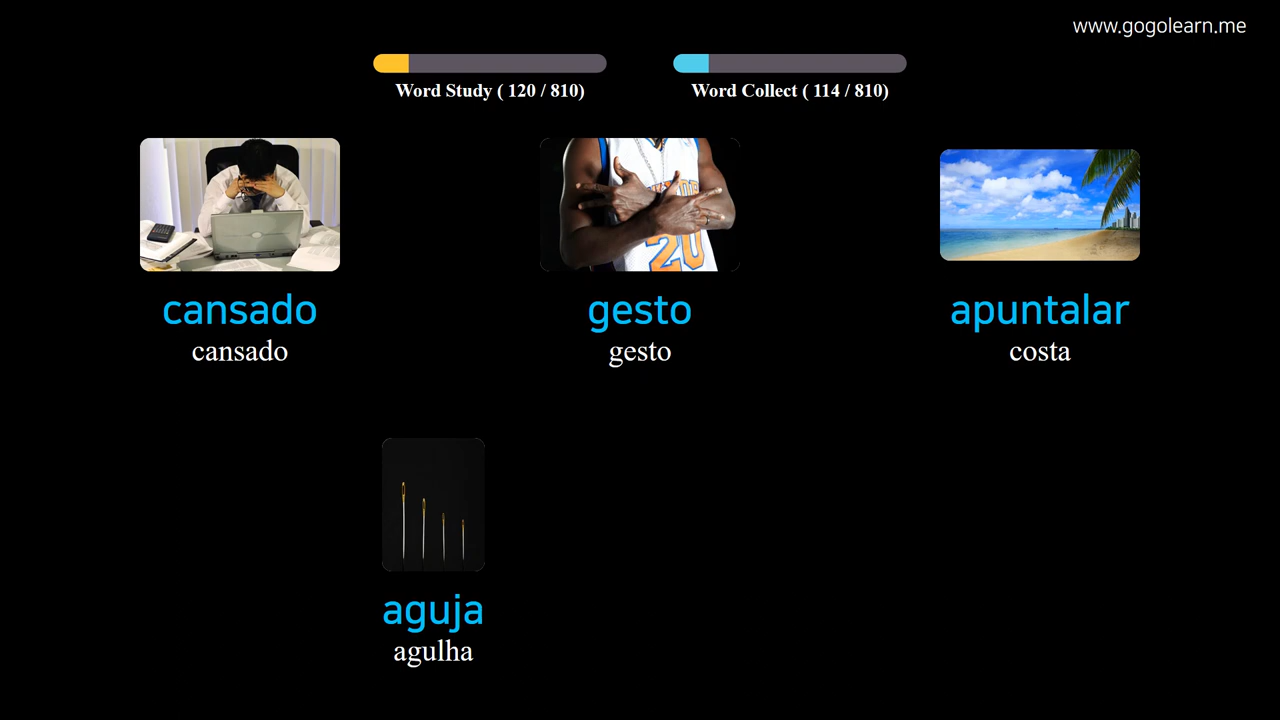 www.gogolearn.me
Word Study ( 120 / 810)
Word Collect ( 114 / 810)
20
cansado
cansado
gesto
gesto
apuntalar
costa
aguja
agulha